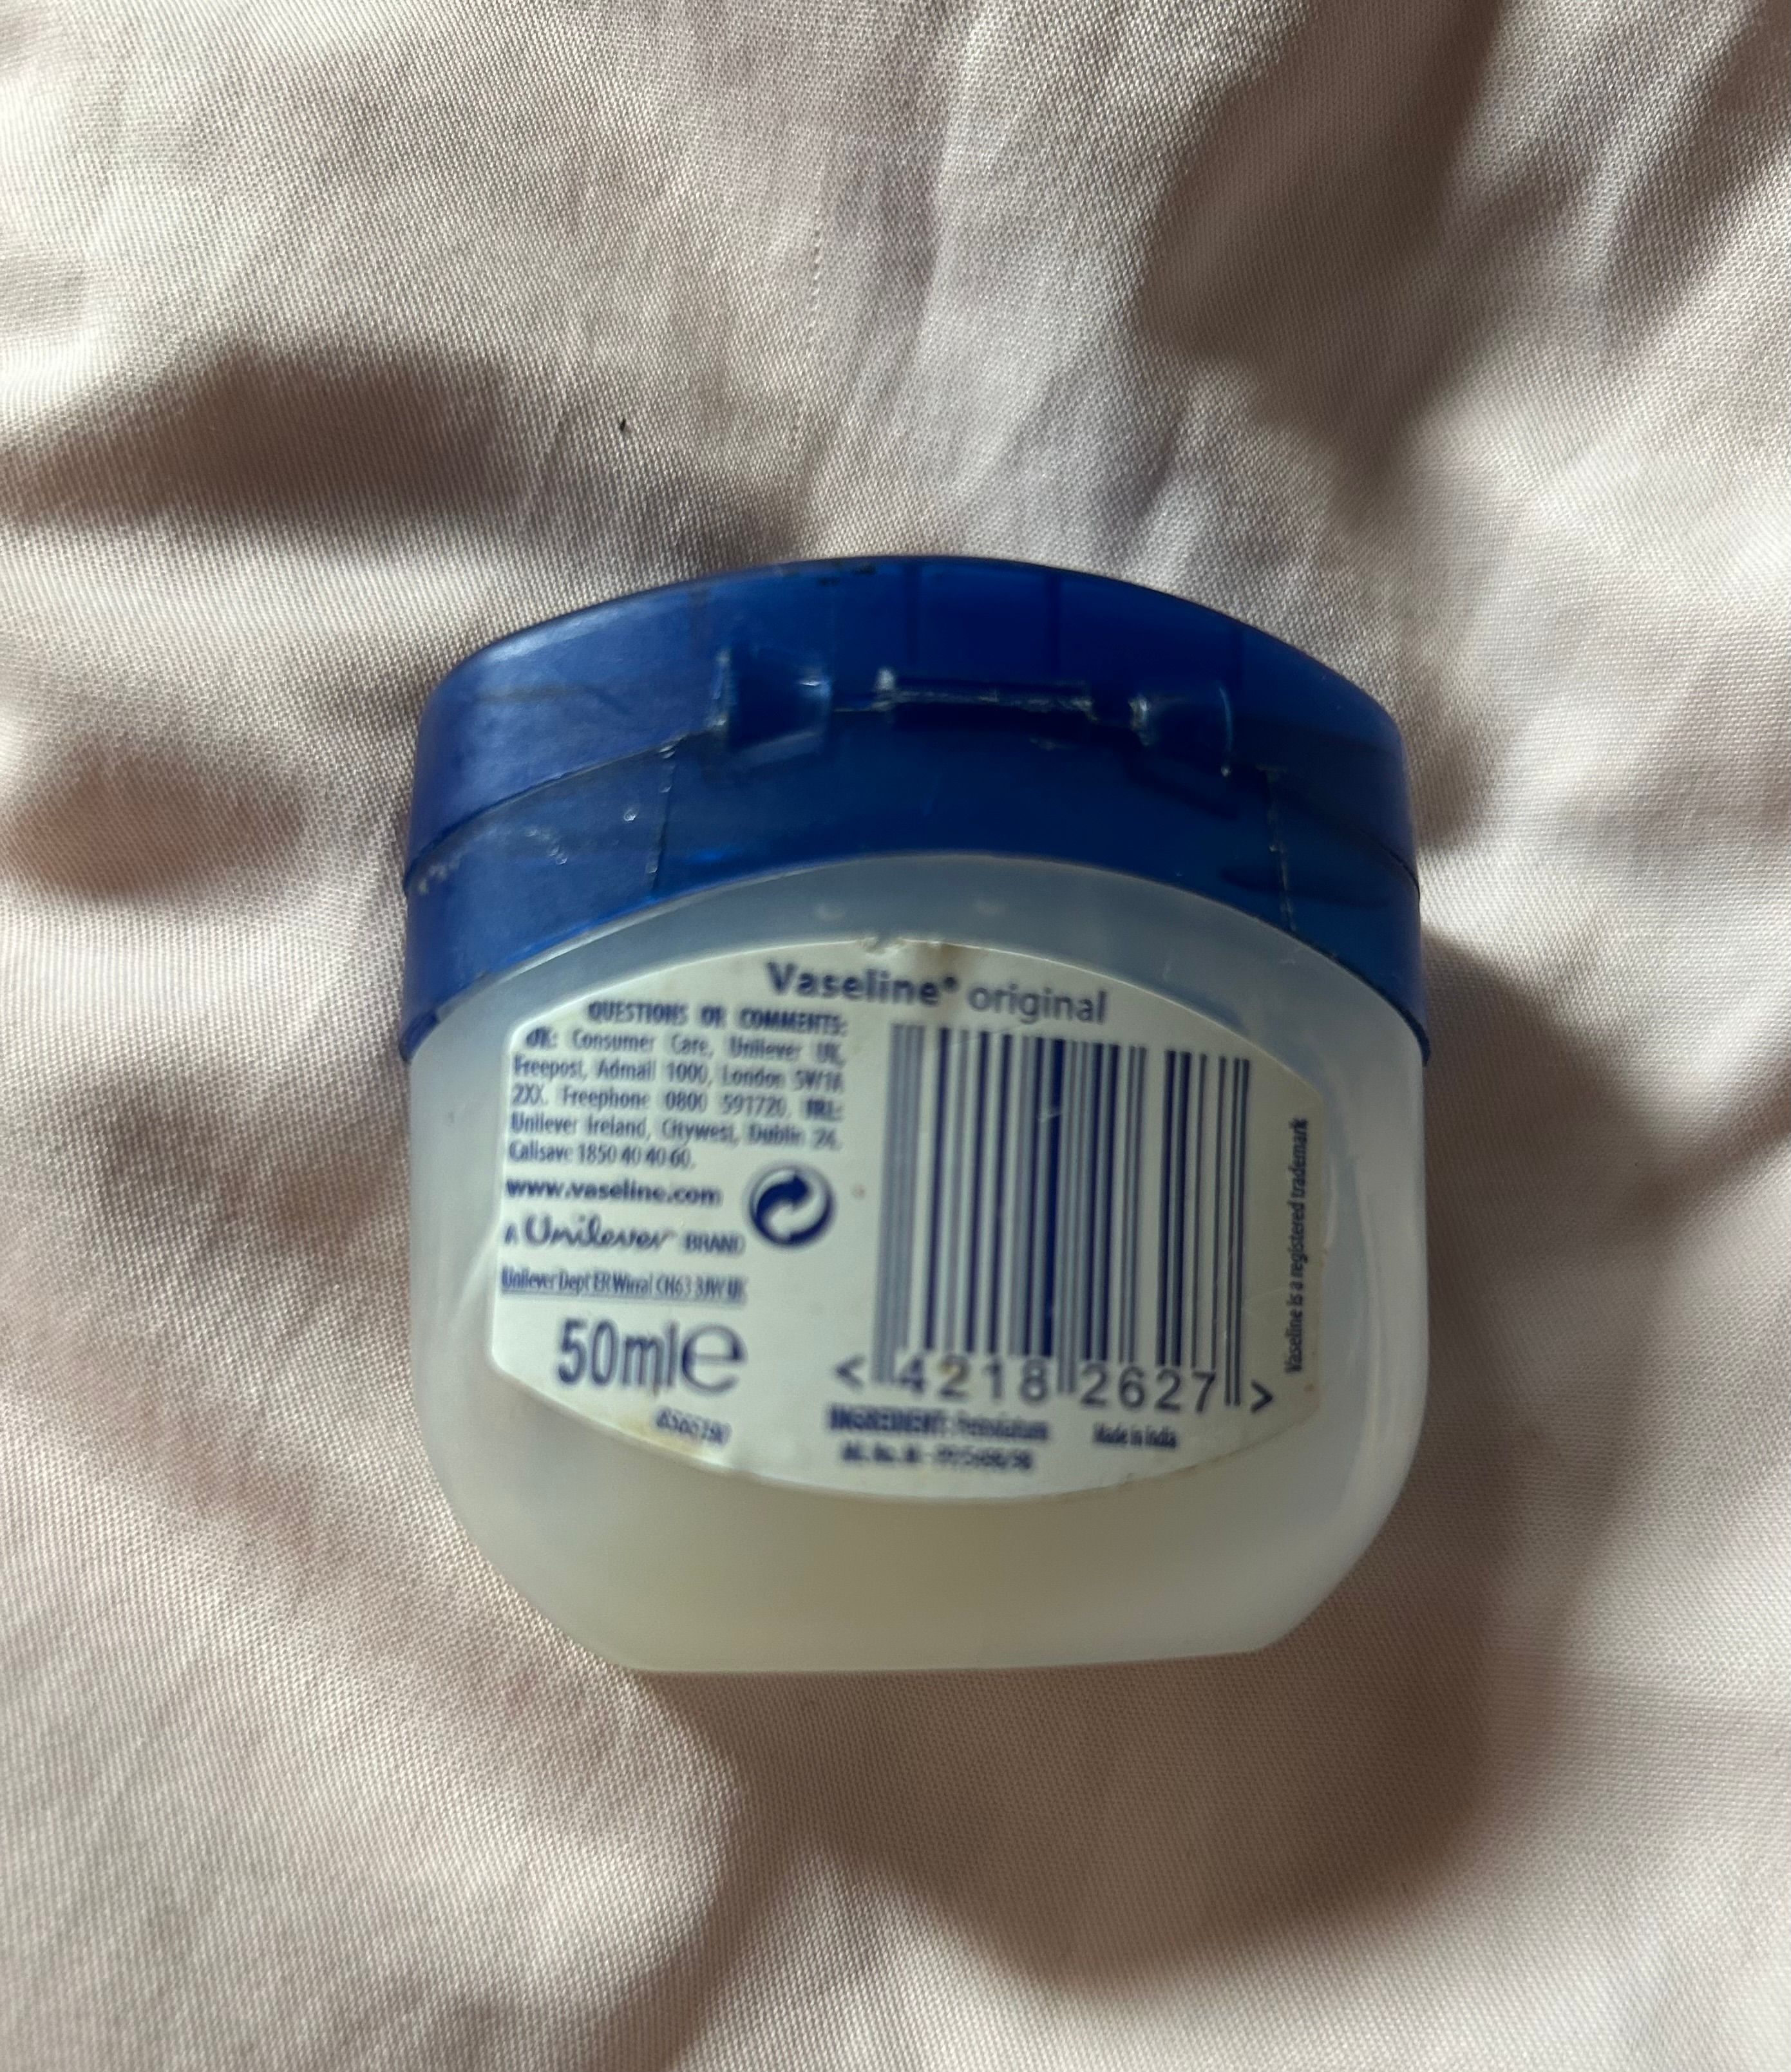 Vaseline® original
QUESTIONS OR COMMENTS:
UK: Consumer Care, Unilever UK,
Freepost, Admail 1000, London SW1A
2XX. Freephone 0800 591720. IRL:
Unilever Ireland, Citywest, Dublin 24.
Callsave 1850 40 40 60.
www.vaseline.com
A Unilever BRAND
Unilever Dept ER Wirral CH63 3JW UK
50ml e
< 4218 2627 >
INGREDIENT: Petrolatum
Made in India
Vaseline is a registered trademark